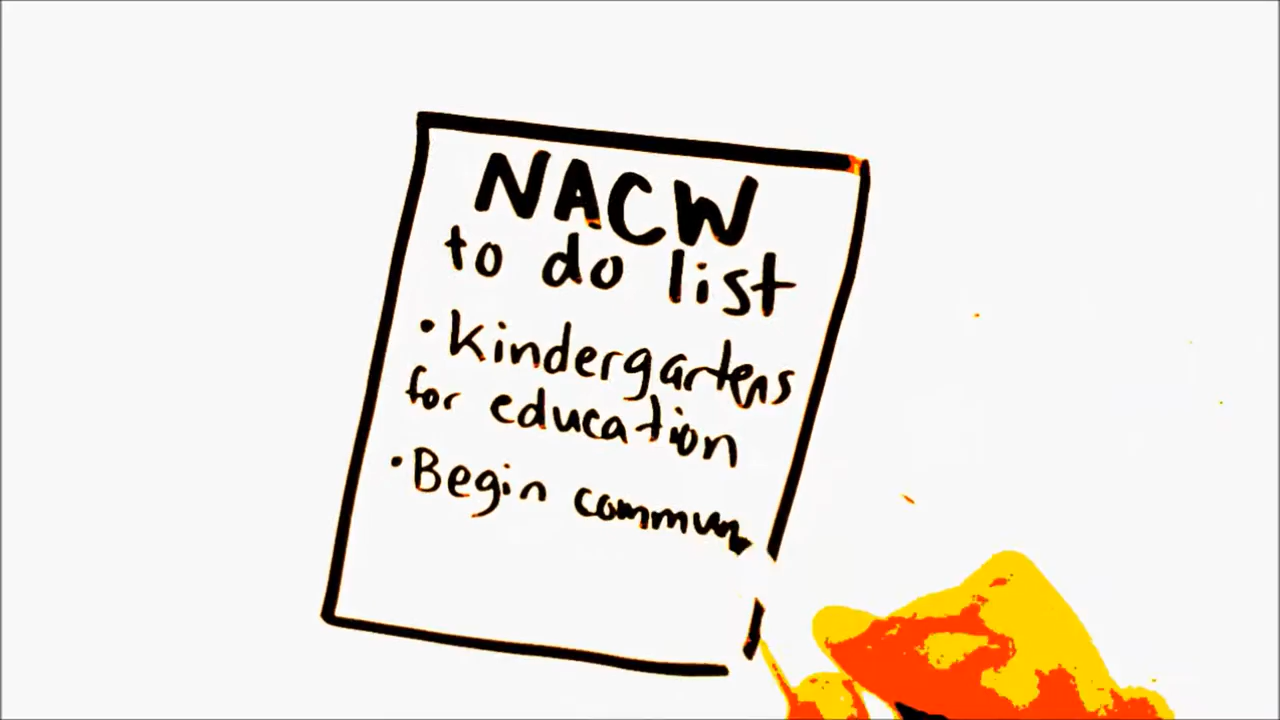 NACW
to do list
• Kindergartens
for education
• Begin commun